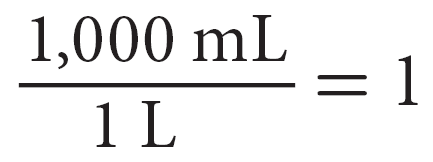 1,000 mL
1 L
= 1